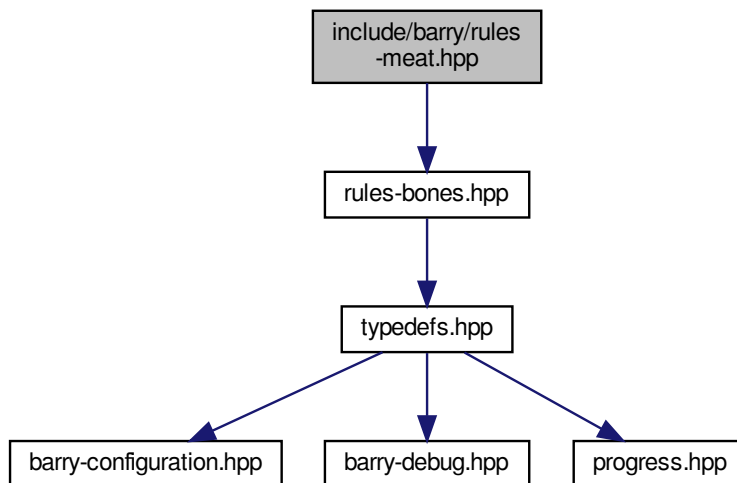 include/barry/rules
-meat.hpp
rules-bones.hpp
typedefs.hpp
barry-configuration.hpp
barry-debug.hpp
progress.hpp